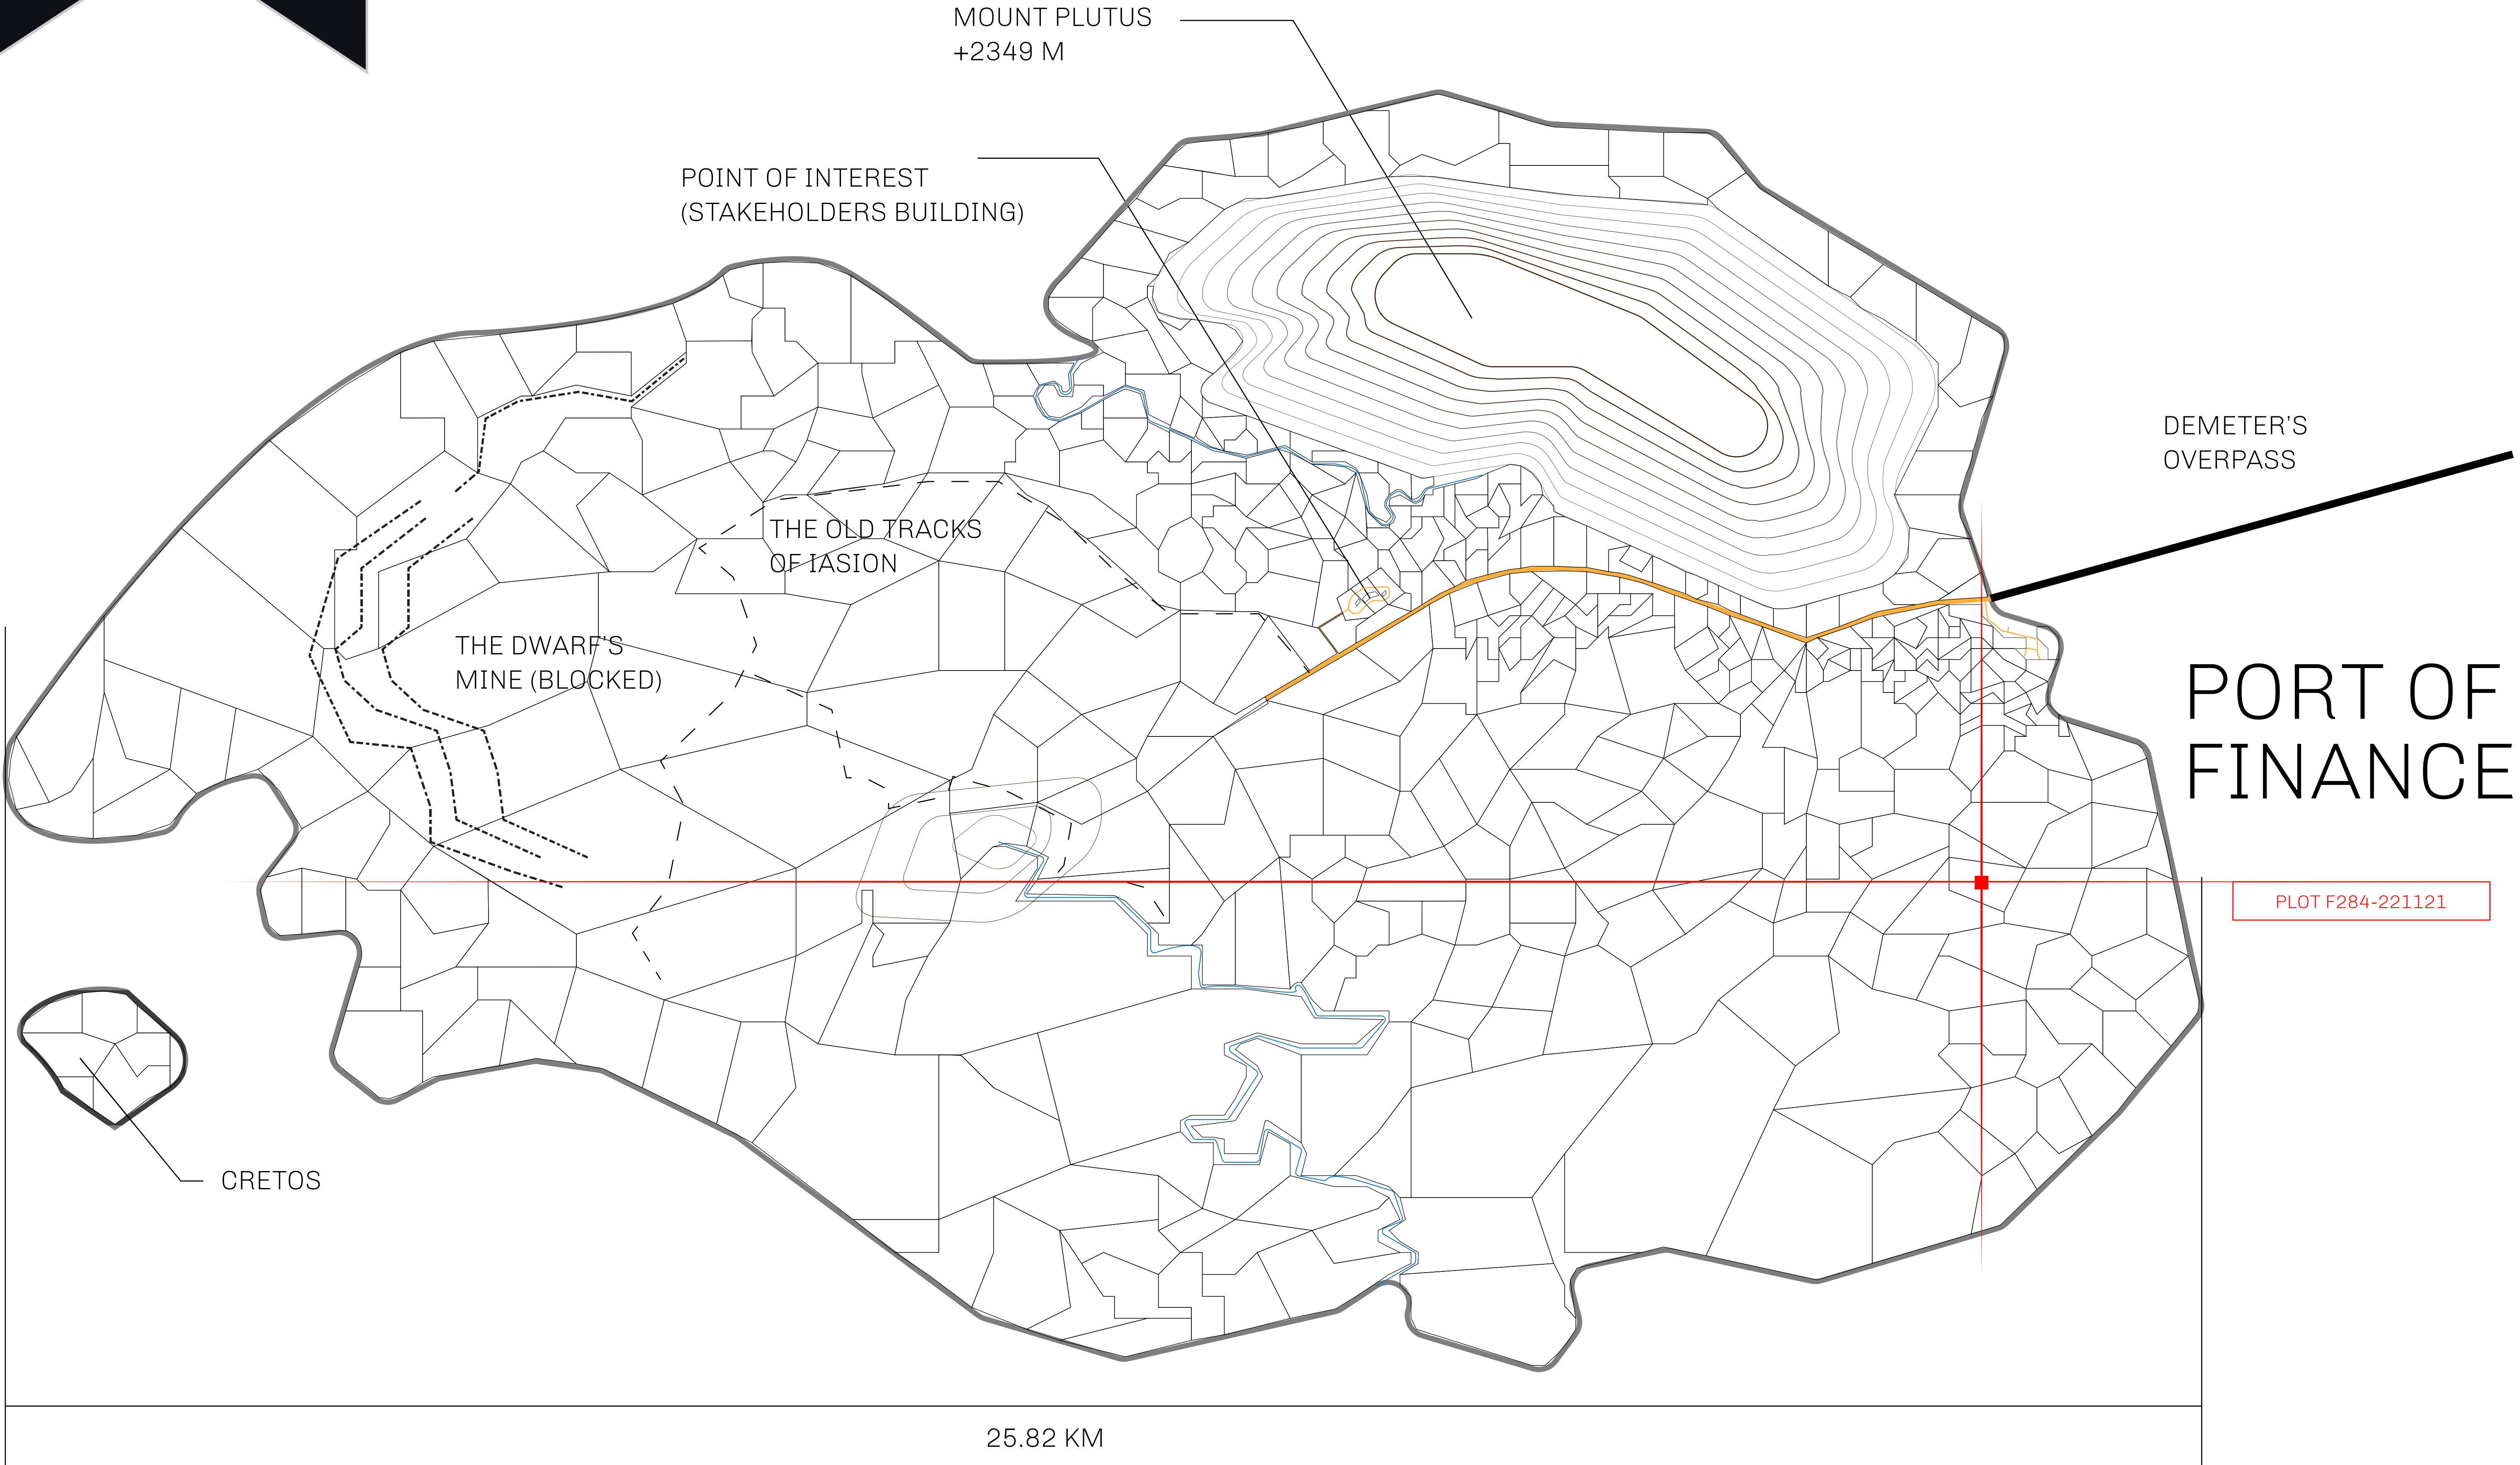 MOUNT PLUTUS
+2349 M
POINT OF INTEREST
(STAKEHOLDERS BUILDING)
DEMETER'S
OVERPASS
THE OLD TRACKS
OF IASION
THE DWARF'S
MINE (BLOCKED)
PORT OF
FINANCE
PLOT F284-221121
CRETOS
25.82 KM